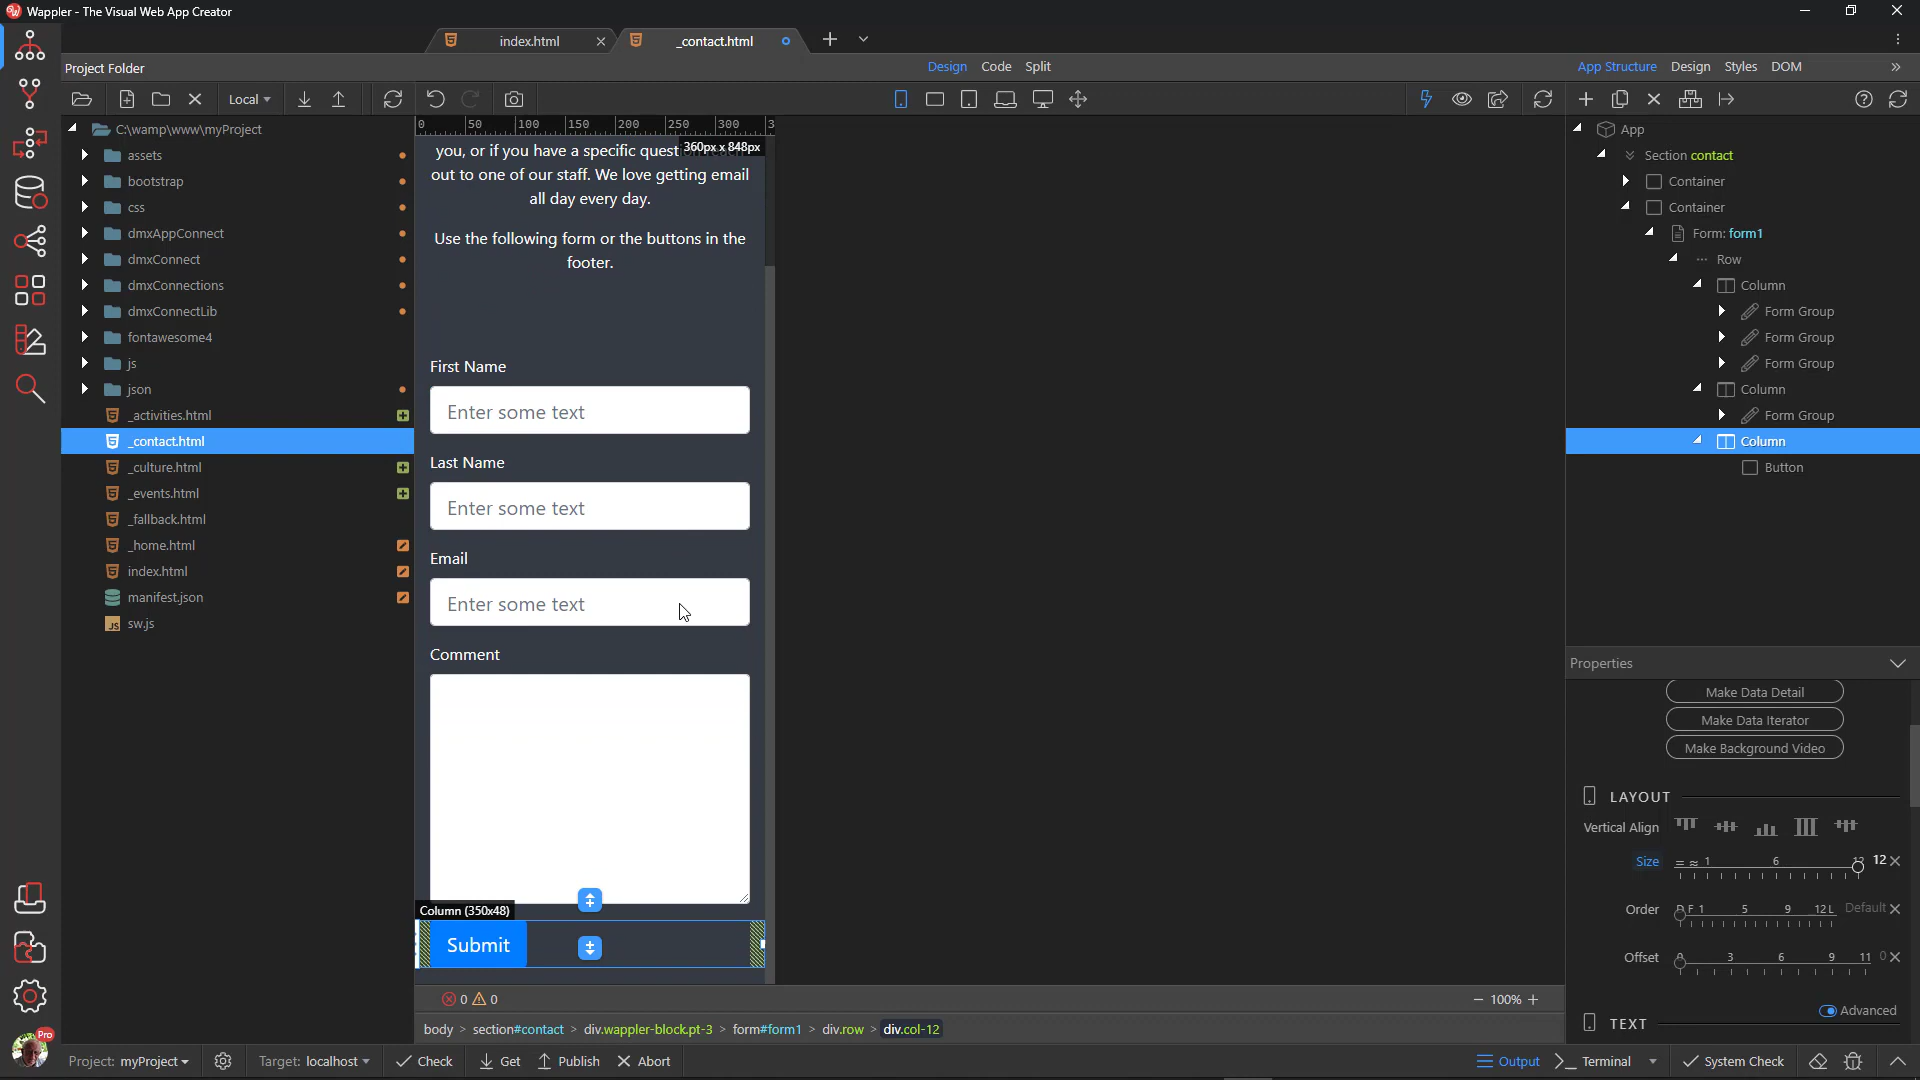 Wappler - The Visual Web App Creator
index.html
_contact.html
Project Folder
Design Code Split
App Structure Design Styles DOM
Local
C:\wamp\www\myProject
assets
bootstrap
css
dmxAppConnect
dmxConnect
dmxConnections
dmxConnectLib
fontawesome4
js
json
_activities.html
_contact.html
_culture.html
_events.html
_fallback.html
_home.html
index.html
manifest.json
sw.js
0 50 100 150 200 250 300 3
360px x 848px
you, or if you have a specific quest
out to one of our staff. We love getting email
all day every day.
Use the following form or the buttons in the
footer.
First Name
Enter some text
Last Name
Enter some text
Email
Enter some text
Comment
Column (350x48)
Submit
App
Section contact
Container
Container
Form: form1
Row
Column
Form Group
Form Group
Form Group
Column
Form Group
Column
Button
Properties
Make Data Detail
Make Data Iterator
Make Background Video
LAYOUT
Vertical Align
Size = ≈ 1 6 12 12
Order D F 1 5 9 12 L Default
Offset 3 6 9 11 0
Advanced
TEXT
0 0
100%
body > section#contact > div.wappler-block.pt-3 > form#form1 > div.row > div.col-12
Pro
Project: myProject
Target: localhost
Check
Get
Publish
Abort
Output
Terminal
System Check